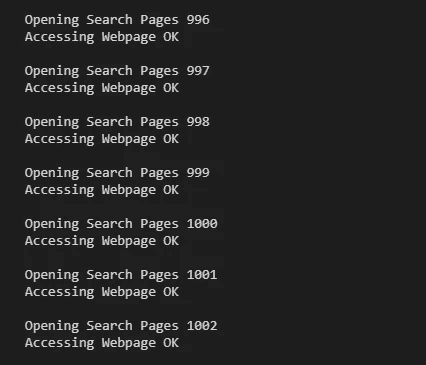 Opening Search Pages 996
Accessing Webpage OK
Opening Search Pages 997
Accessing Webpage OK
Opening Search Pages 998
Accessing Webpage OK
Opening Search Pages 999
Accessing Webpage OK
Opening Search Pages 1000
Accessing Webpage OK
Opening Search Pages 1001
Accessing Webpage OK
Opening Search Pages 1002
Accessing Webpage OK